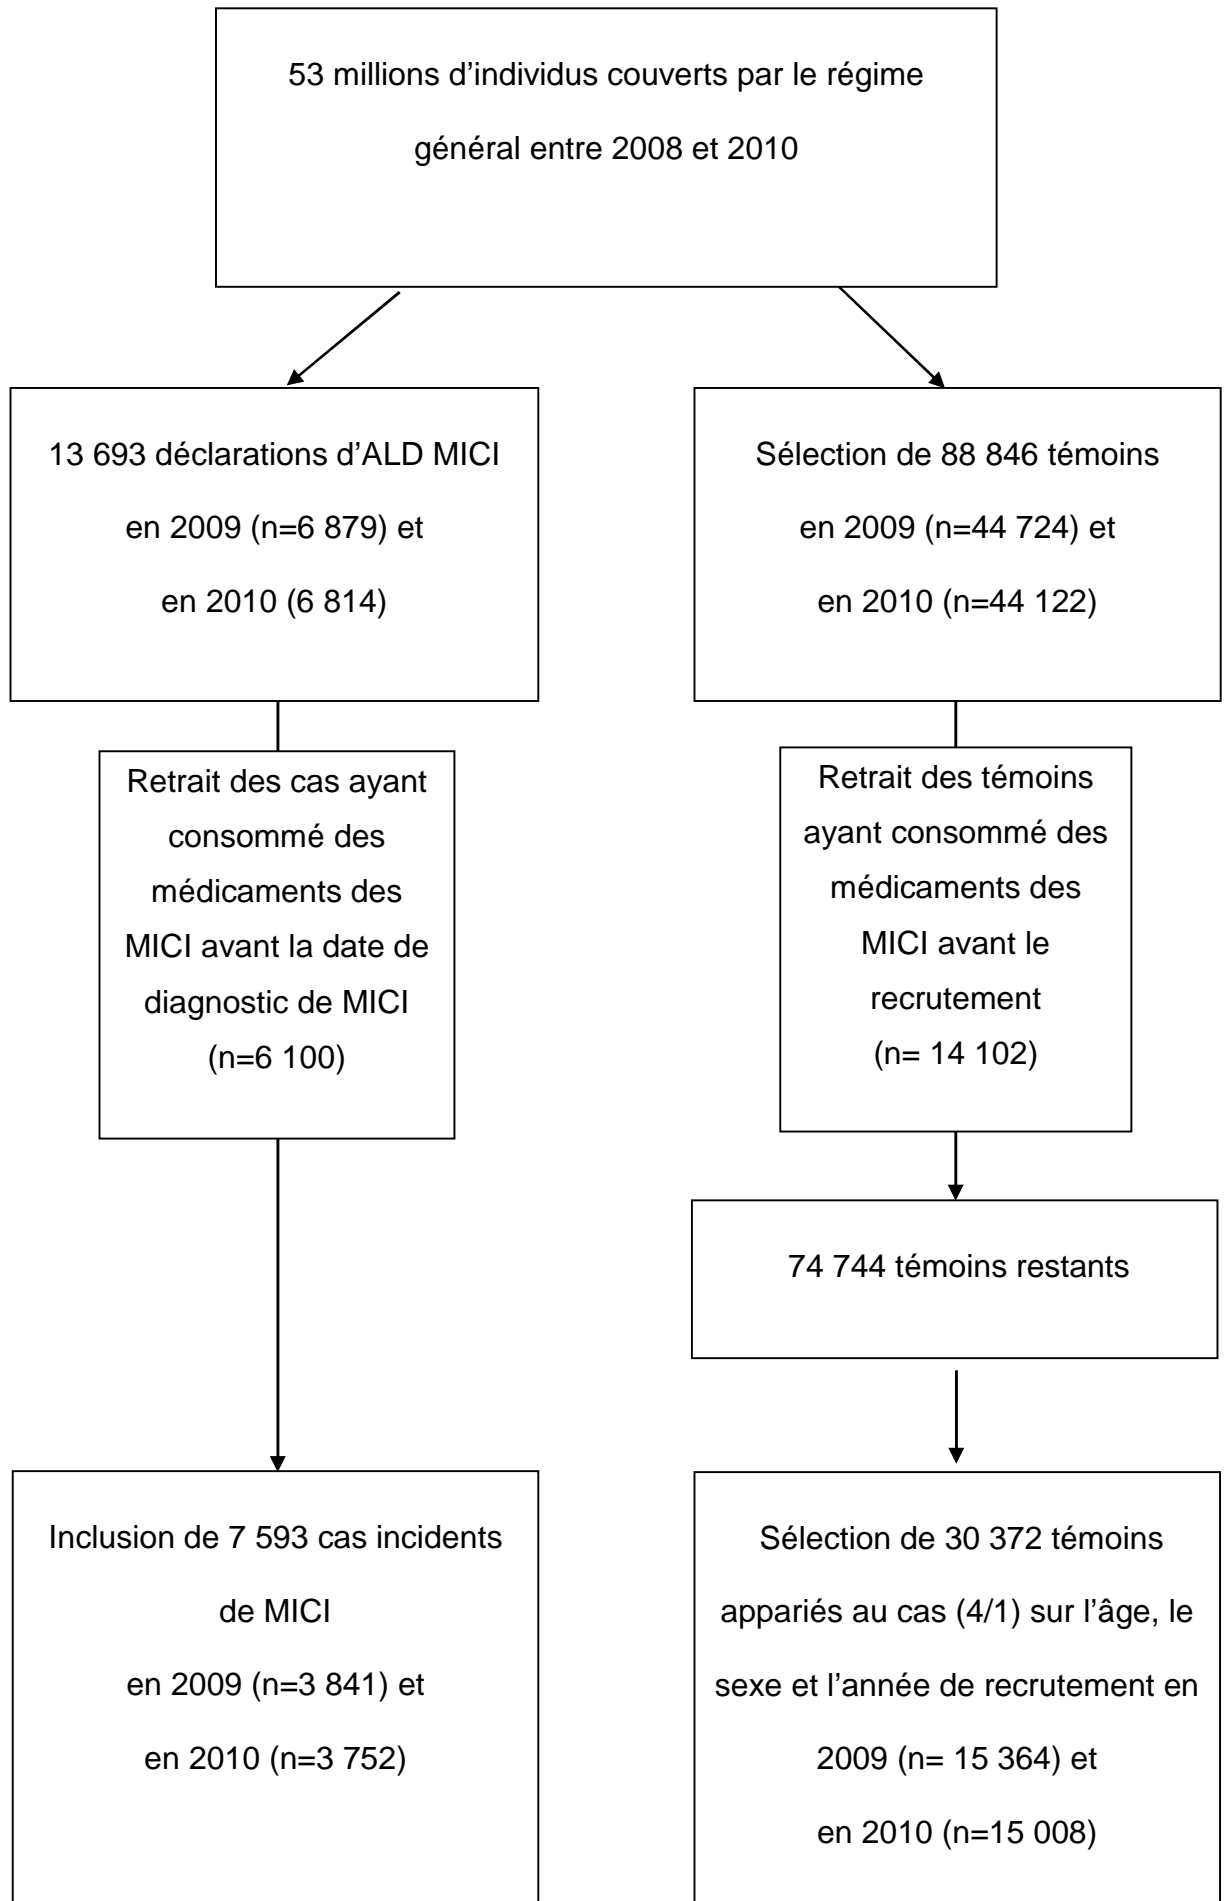 53 millions d'individus couverts par le régime
général entre 2008 et 2010
13 693 déclarations d'ALD MICI
en 2009 (n=6 879) et
en 2010 (6 814)
Sélection de 88 846 témoins
en 2009 (n=44 724) et
en 2010 (n=44 122)
Retrait des cas ayant
consommé des
médicaments des
MICI avant la date de
diagnostic de MICI
(n=6 100)
Retrait des témoins
ayant consommé des
médicaments des
MICI avant le
recrutement
(n= 14 102)
74 744 témoins restants
Inclusion de 7 593 cas incidents
de MICI
en 2009 (n=3 841) et
en 2010 (n=3 752)
Sélection de 30 372 témoins
appariés au cas (4/1) sur l'âge, le
sexe et l'année de recrutement en
2009 (n= 15 364) et
en 2010 (n=15 008)